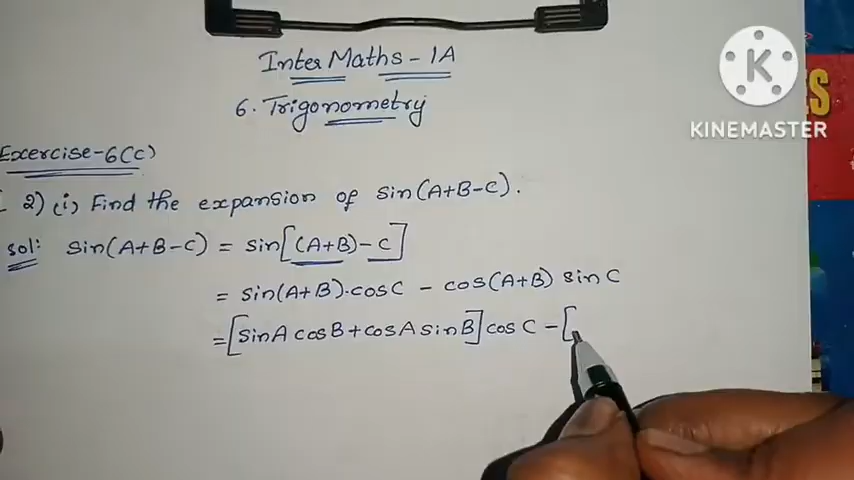 Inter Maths - 1A
K
KINEMASTER
6. Trigonometry
Excercise-6(c)
2) (i) Find the expansion of sin(A+B-C).
sol: sin(A+B-C) = sin[(A+B)-C]
= sin(A+B).cosC - cos(A+B) sinC
=[sinA cosB+cosA sinB] cosC -[